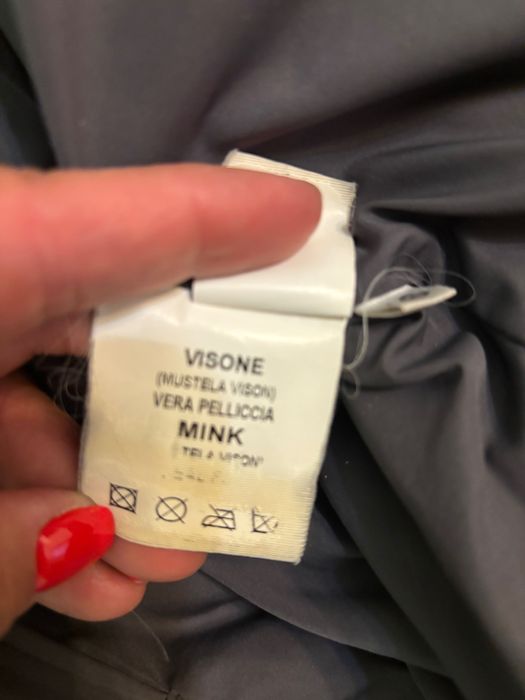 VISONE
(MUSTELA VISON)
VERA PELLICCIA
MINK